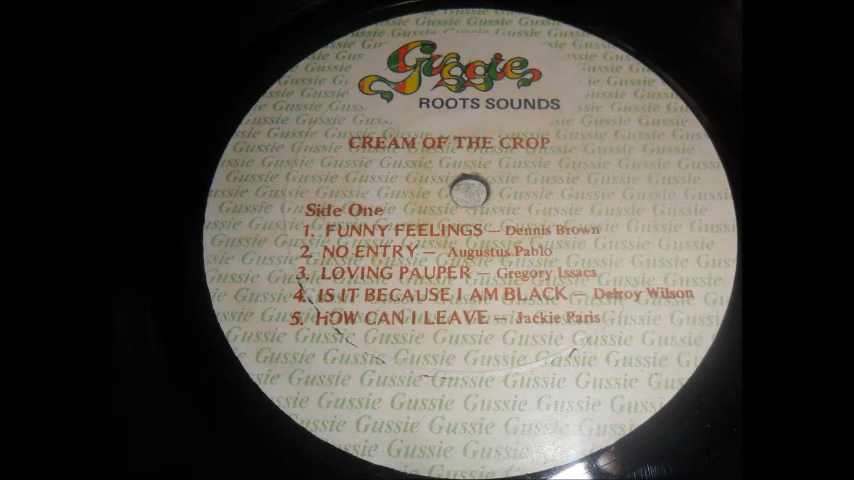 Gussie
ROOTS SOUNDS
CREAM OF THE CROP
Side One
1. FUNNY FEELINGS — Dennis Brown
2. NO ENTRY — Augustus Pablo
3. LOVING PAUPER — Gregory Issacs
4. IS IT BECAUSE I AM BLACK — Delroy Wilson
5. HOW CAN I LEAVE — Jackie Paris